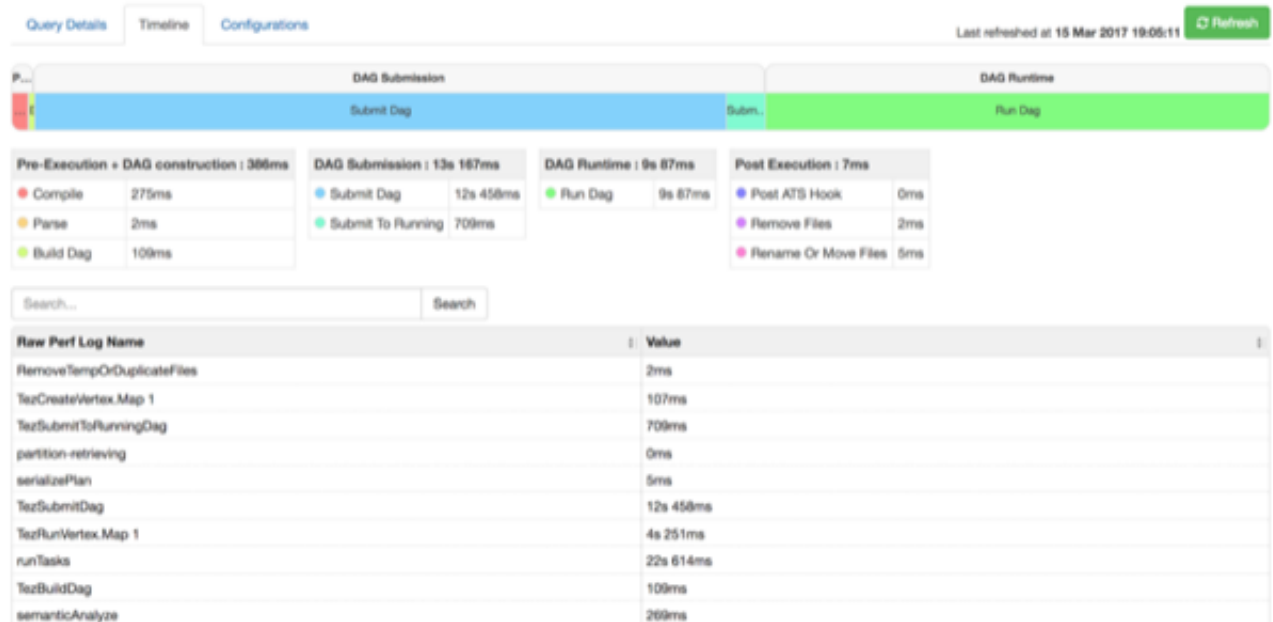 Query Details Timeline Configurations
Last refreshed at 15 Mar 2017 19:05:11 Refresh
P... DAG Submission DAG Runtime
... B Submit Dag Subm... Run Dag
Pre-Execution + DAG construction : 386ms DAG Submission : 13s 167ms DAG Runtime : 9s 87ms Post Execution : 7ms
Compile 275ms Submit Dag 12s 458ms Run Dag 9s 87ms Post ATS Hook 0ms
Parse 2ms Submit To Running 709ms Remove Files 2ms
Build Dag 109ms Rename Or Move Files 5ms
Search... Search
Raw Perf Log Name Value
RemoveTempOrDuplicateFiles 2ms
TezCreateVertex.Map 1 107ms
TezSubmitToRunningDag 709ms
partition-retrieving 0ms
serializePlan 5ms
TezSubmitDag 12s 458ms
TezRunVertex.Map 1 4s 251ms
runTasks 22s 614ms
TezBuildDag 109ms
semanticAnalyze 269ms